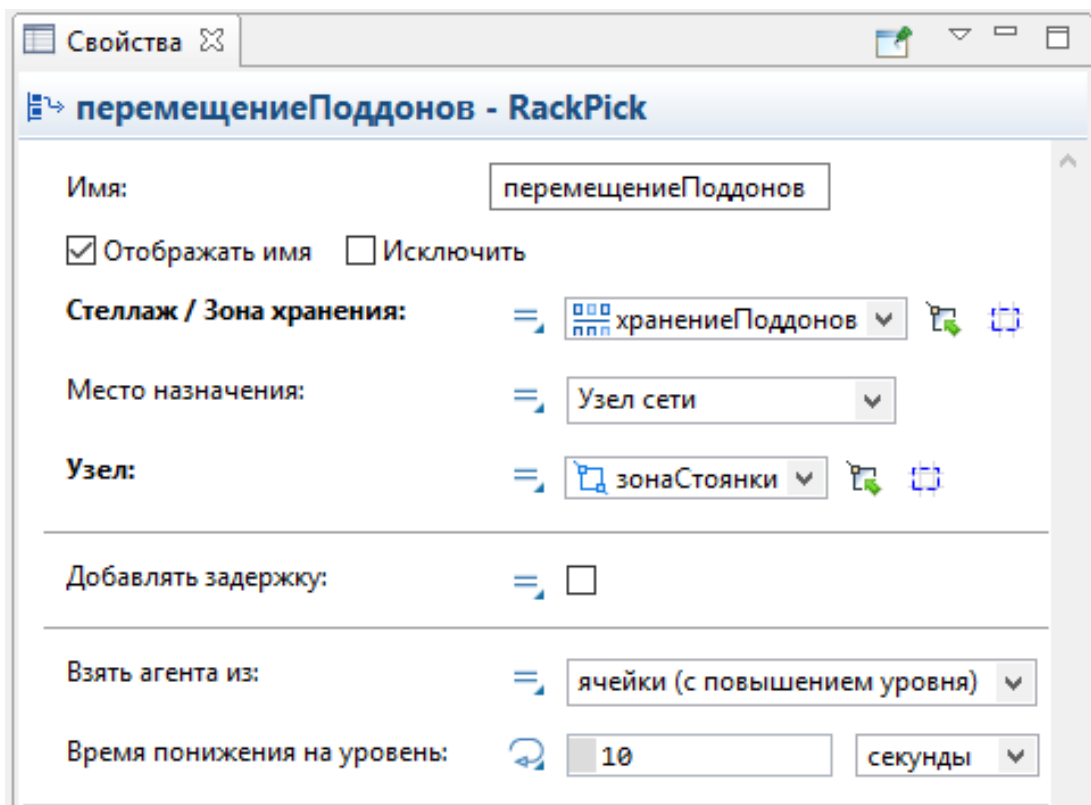 Свойства
перемещениеПоддонов - RackPick
Имя: перемещениеПоддонов
Отображать имя Исключить
Стеллаж / Зона хранения: хранениеПоддонов
Место назначения: Узел сети
Узел: зонаСтоянки
Добавлять задержку:
Взять агента из: ячейки (с повышением уровня)
Время понижения на уровень: 10 секунды